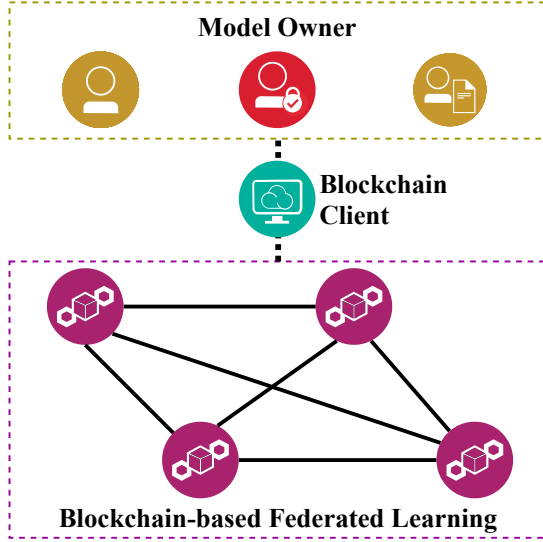 Model Owner
Blockchain
Client
Blockchain-based Federated Learning